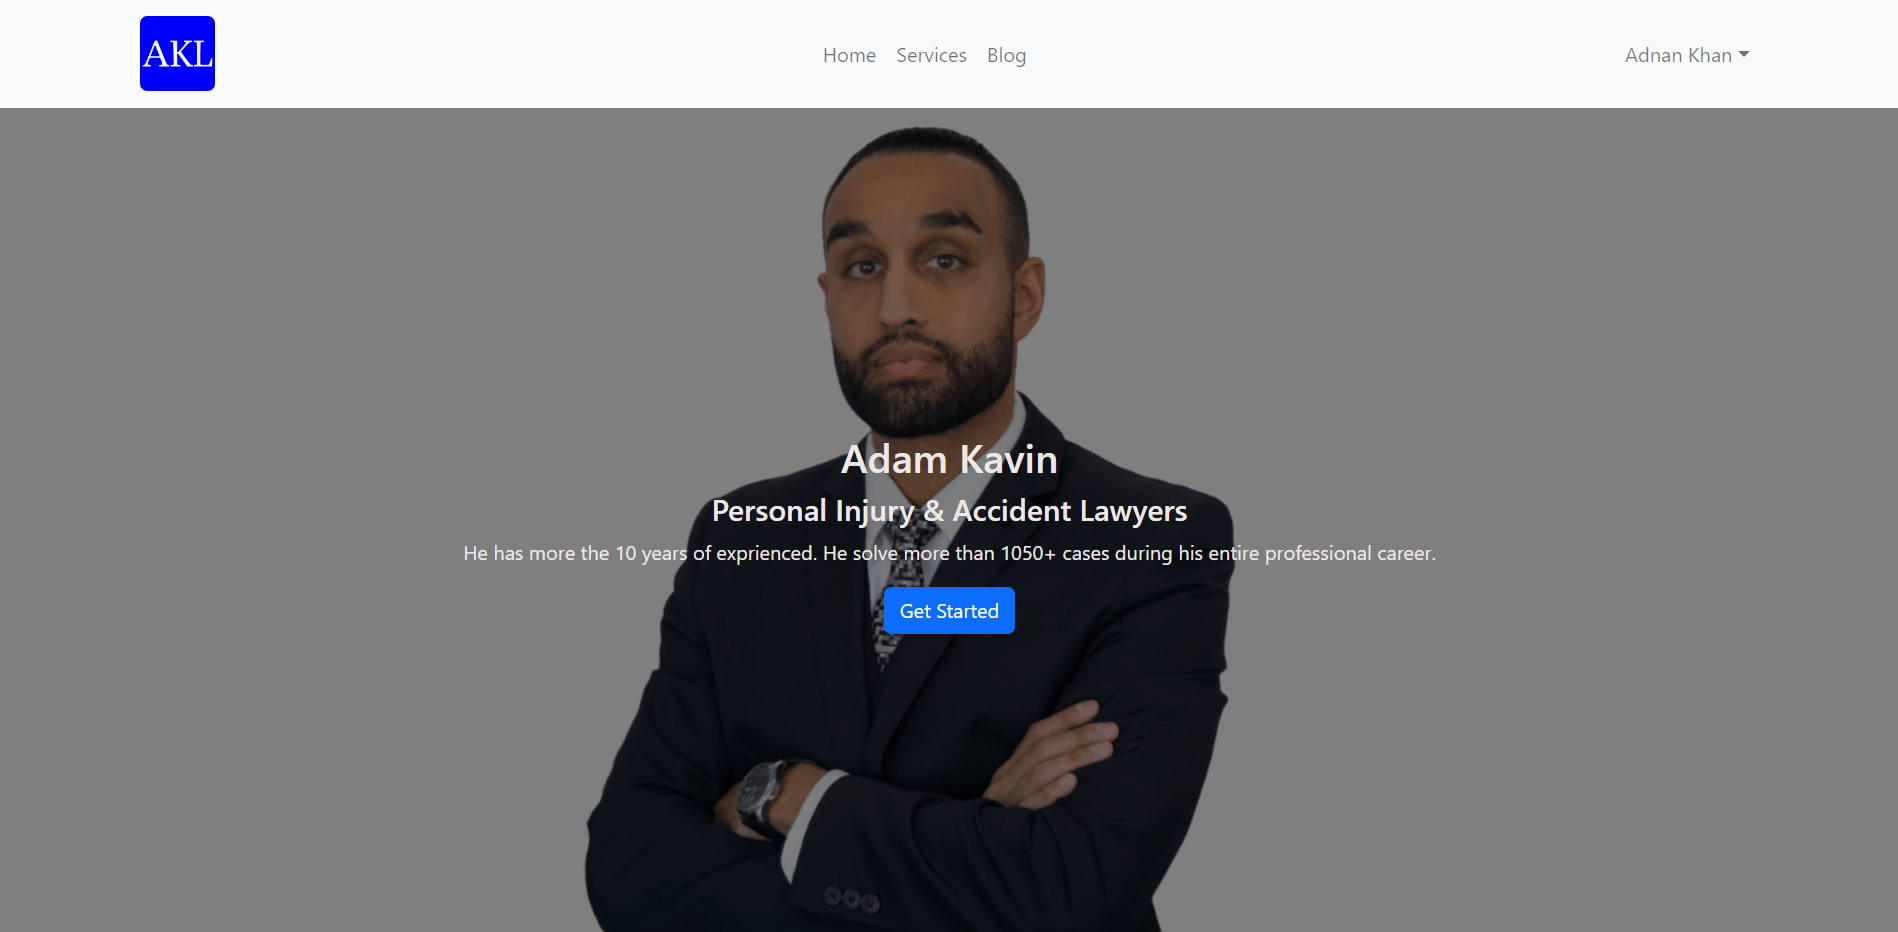 AKL
Home Services Blog
Adnan Khan
Adam Kavin
Personal Injury & Accident Lawyers
He has more the 10 years of exprienced. He solve more than 1050+ cases during his entire professional career.
Get Started